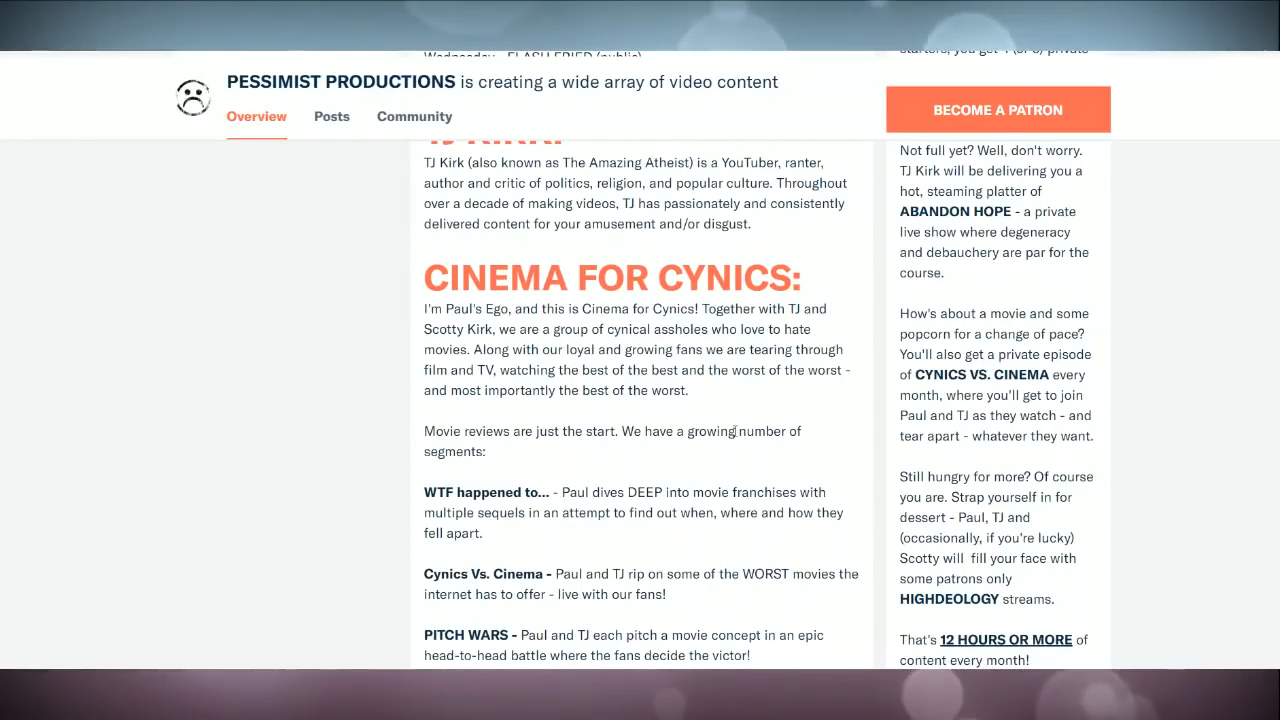 Wednesday - FLASH FRIED (public)
PESSIMIST PRODUCTIONS is creating a wide array of video content
Overview Posts Community
BECOME A PATRON
TJ KIRK:
TJ Kirk (also known as The Amazing Atheist) is a YouTuber, ranter,
author and critic of politics, religion, and popular culture. Throughout
over a decade of making videos, TJ has passionately and consistently
delivered content for your amusement and/or disgust.
CINEMA FOR CYNICS:
I'm Paul's Ego, and this is Cinema for Cynics! Together with TJ and
Scotty Kirk, we are a group of cynical assholes who love to hate
movies. Along with our loyal and growing fans we are tearing through
film and TV, watching the best of the best and the worst of the worst -
and most importantly the best of the worst.
Movie reviews are just the start. We have a growing number of
segments:
WTF happened to... - Paul dives DEEP into movie franchises with
multiple sequels in an attempt to find out when, where and how they
fell apart.
Cynics Vs. Cinema - Paul and TJ rip on some of the WORST movies the
internet has to offer - live with our fans!
PITCH WARS - Paul and TJ each pitch a movie concept in an epic
head-to-head battle where the fans decide the victor!
Not full yet? Well, don't worry.
TJ Kirk will be delivering you a
hot, steaming platter of
ABANDON HOPE - a private
live show where degeneracy
and debauchery are par for the
course.
How's about a movie and some
popcorn for a change of pace?
You'll also get a private episode
of CYNICS VS. CINEMA every
month, where you'll get to join
Paul and TJ as they watch - and
tear apart - whatever they want.
Still hungry for more? Of course
you are. Strap yourself in for
dessert - Paul, TJ and
(occasionally, if you're lucky)
Scotty will fill your face with
some patrons only
HIGHDEOLOGY streams.
That's 12 HOURS OR MORE of
content every month!